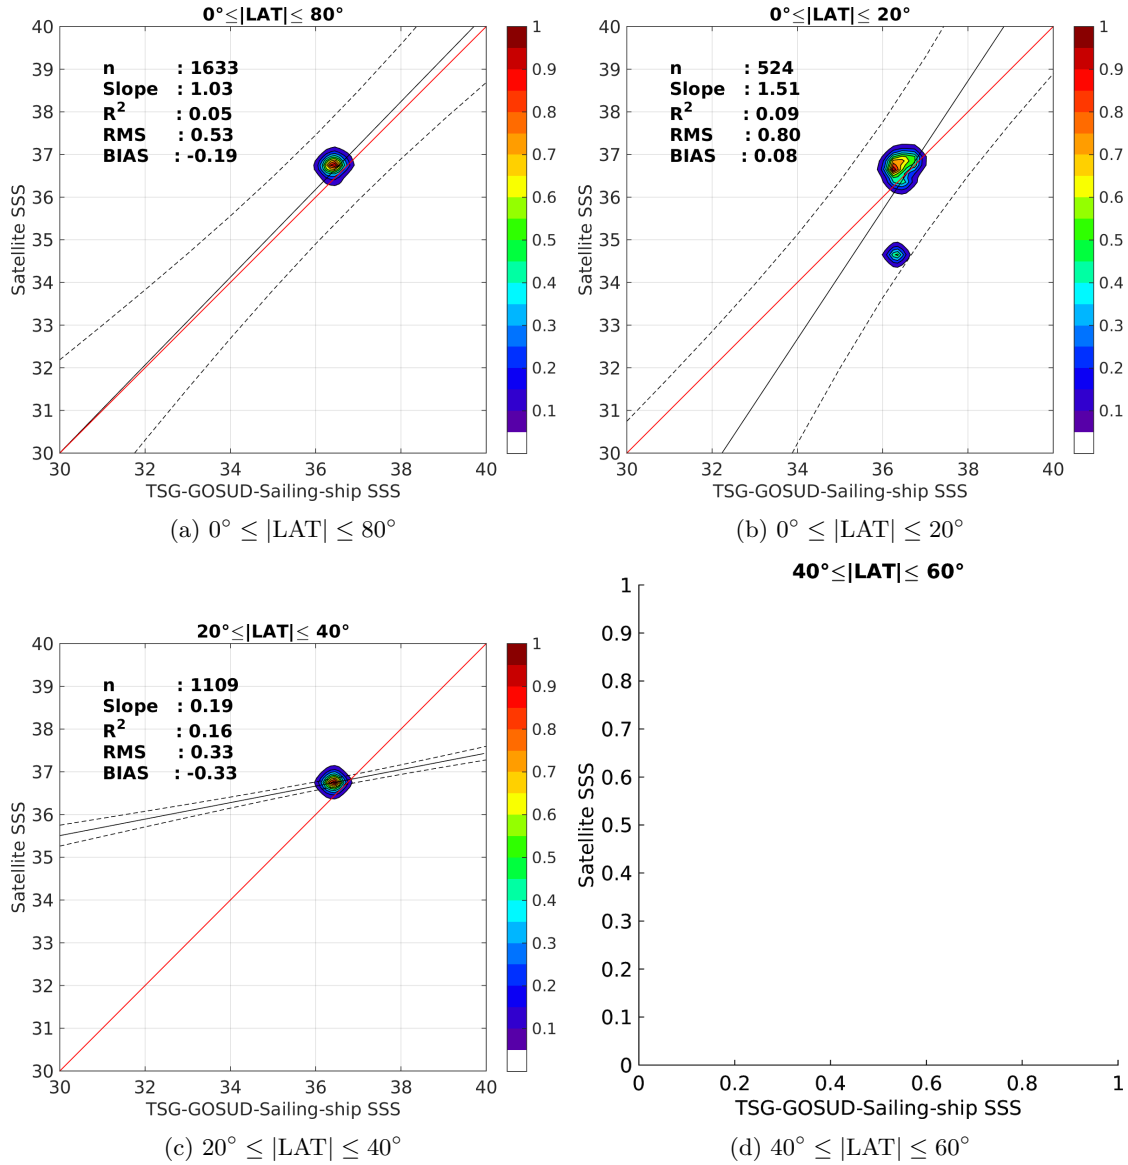 0°≤|LAT|≤ 80°
n : 1633
Slope : 1.03
R² : 0.05
RMS : 0.53
BIAS : -0.19
40
39
38
37
36
35
34
33
32
31
30
Satellite SSS
30 32 34 36 38 40
TSG-GOSUD-Sailing-ship SSS
1
0.9
0.8
0.7
0.6
0.5
0.4
0.3
0.2
0.1
(a) 0° ≤ |LAT| ≤ 80°
0°≤|LAT|≤ 20°
n : 524
Slope : 1.51
R² : 0.09
RMS : 0.80
BIAS : 0.08
40
39
38
37
36
35
34
33
32
31
30
Satellite SSS
30 32 34 36 38 40
TSG-GOSUD-Sailing-ship SSS
1
0.9
0.8
0.7
0.6
0.5
0.4
0.3
0.2
0.1
(b) 0° ≤ |LAT| ≤ 20°
20°≤|LAT|≤ 40°
n : 1109
Slope : 0.19
R² : 0.16
RMS : 0.33
BIAS : -0.33
40
39
38
37
36
35
34
33
32
31
30
Satellite SSS
30 32 34 36 38 40
TSG-GOSUD-Sailing-ship SSS
1
0.9
0.8
0.7
0.6
0.5
0.4
0.3
0.2
0.1
(c) 20° ≤ |LAT| ≤ 40°
40°≤|LAT|≤ 60°
1
0.9
0.8
0.7
0.6
0.5
0.4
0.3
0.2
0.1
0
Satellite SSS
0 0.2 0.4 0.6 0.8 1
TSG-GOSUD-Sailing-ship SSS
(d) 40° ≤ |LAT| ≤ 60°